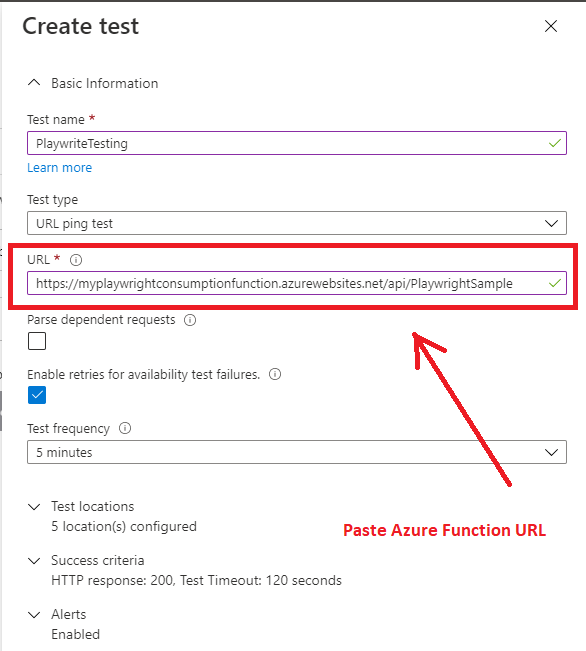 Create test
Basic Information
Test name *
PlaywriteTesting
Learn more
Test type
URL ping test
URL *
https://myplaywrightconsumptionfunction.azurewebsites.net/api/PlaywrightSample
Parse dependent requests
Enable retries for availability test failures.
Test frequency
5 minutes
Test locations
5 location(s) configured
Paste Azure Function URL
Success criteria
HTTP response: 200, Test Timeout: 120 seconds
Alerts
Enabled